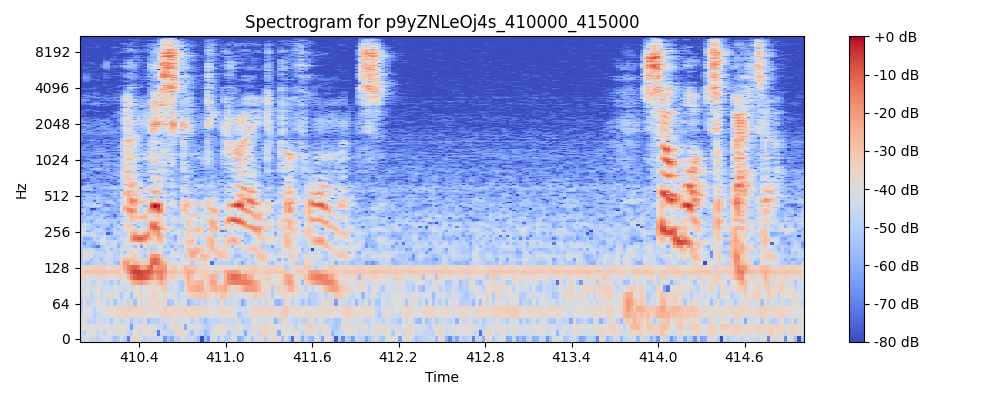 Spectrogram for p9yZNLeOj4s_410000_415000
Hz
8192
4096
2048
1024
512
256
128
64
0
410.4 411.0 411.6 412.2 412.8 413.4 414.0 414.6
Time
+0 dB
-10 dB
-20 dB
-30 dB
-40 dB
-50 dB
-60 dB
-70 dB
-80 dB